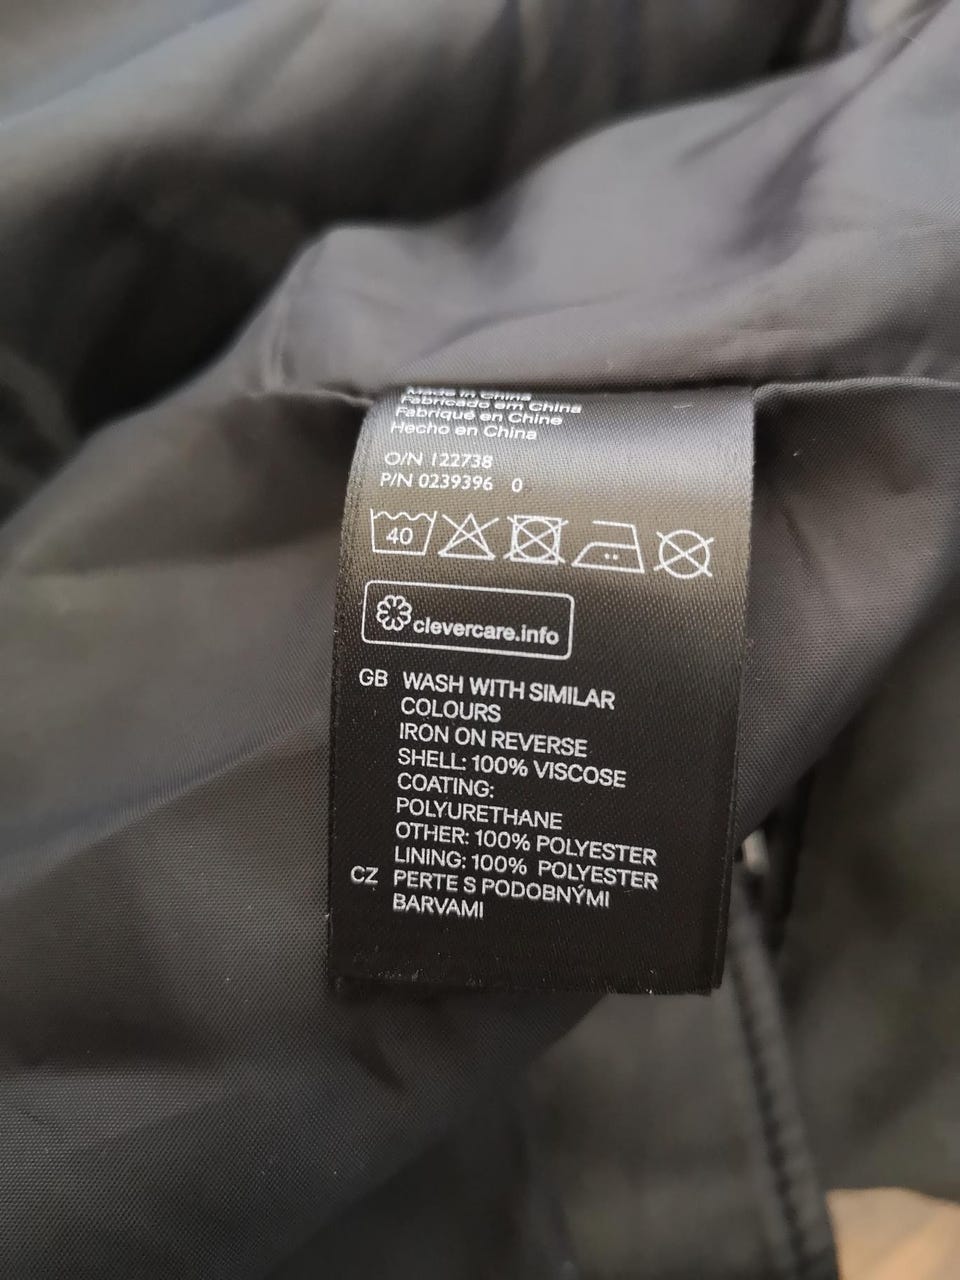 Made in China
Fabricado em China
Fabriqué en Chine
Hecho en China
O/N 122738
P/N 0239396 0
40
clevercare.info
GB WASH WITH SIMILAR
COLOURS
IRON ON REVERSE
SHELL: 100% VISCOSE
COATING:
POLYURETHANE
OTHER: 100% POLYESTER
LINING: 100% POLYESTER
CZ PERTE S PODOBNÝMI
BARVAMI